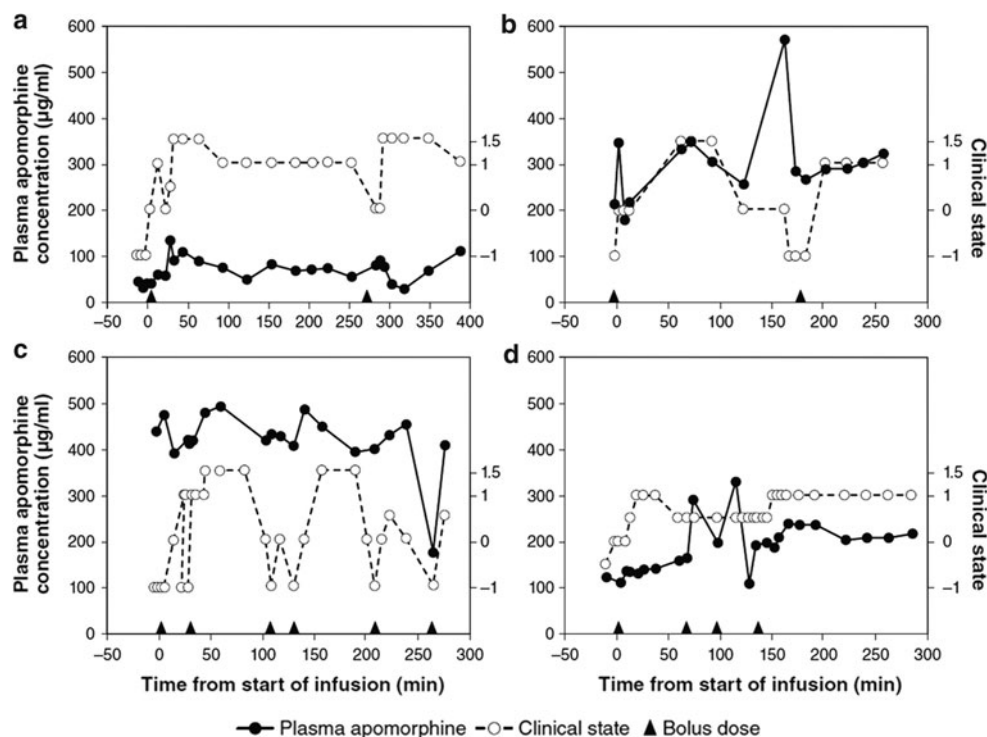 a
600
500
400
300
200
100
0
Plasma apomorphine
concentration (µg/ml)
1.5
1
0
−1
−50 0 50 100 150 200 250 300 350 400
b
600
500
400
300
200
100
0
1.5
1
0
−1
Clinical state
−50 0 50 100 150 200 250 300
c
600
500
400
300
200
100
0
Plasma apomorphine
concentration (µg/ml)
1.5
1
0
−1
−50 0 50 100 150 200 250 300
Time from start of infusion (min)
d
600
500
400
300
200
100
0
1.5
1
0
−1
Clinical state
−50 0 50 100 150 200 250 300
Time from start of infusion (min)
Plasma apomorphine Clinical state Bolus dose